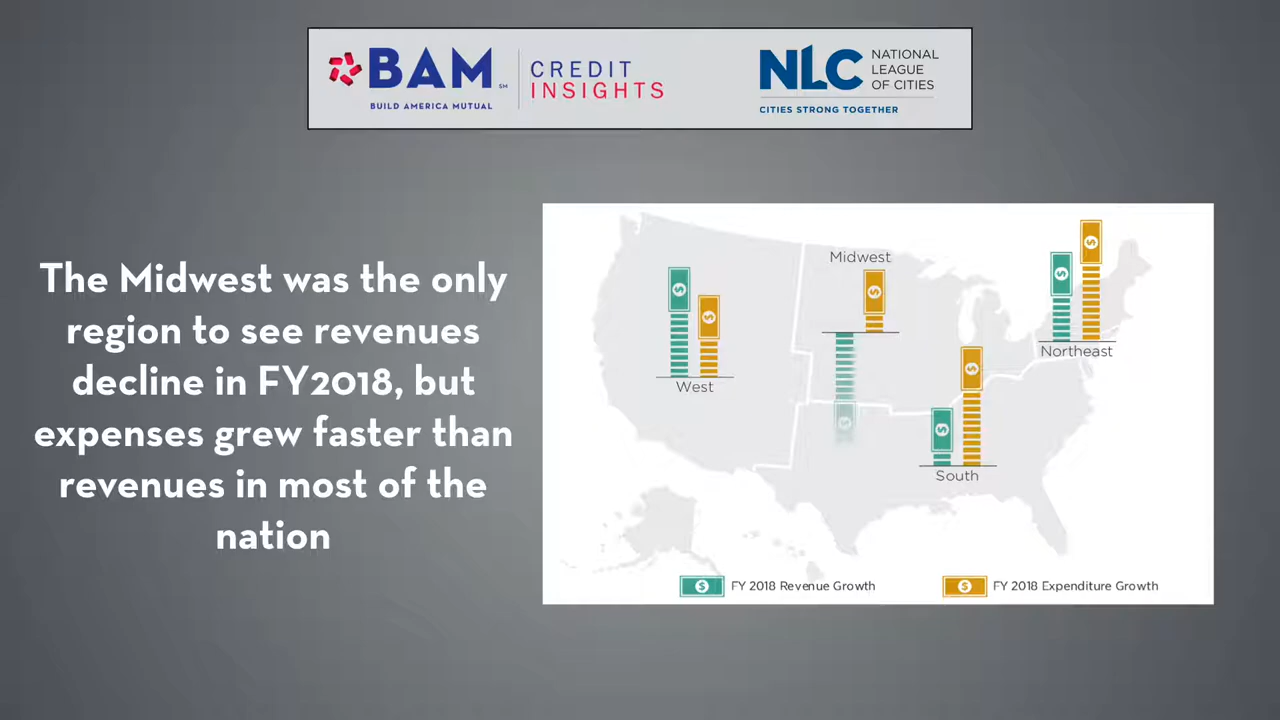 BAM SM
BUILD AMERICA MUTUAL
CREDIT
INSIGHTS
NLC
NATIONAL
LEAGUE
OF CITIES
CITIES STRONG TOGETHER
The Midwest was the only
region to see revenues
decline in FY2018, but
expenses grew faster than
revenues in most of the
nation
Midwest
Northeast
West
South
FY 2018 Revenue Growth
FY 2018 Expenditure Growth